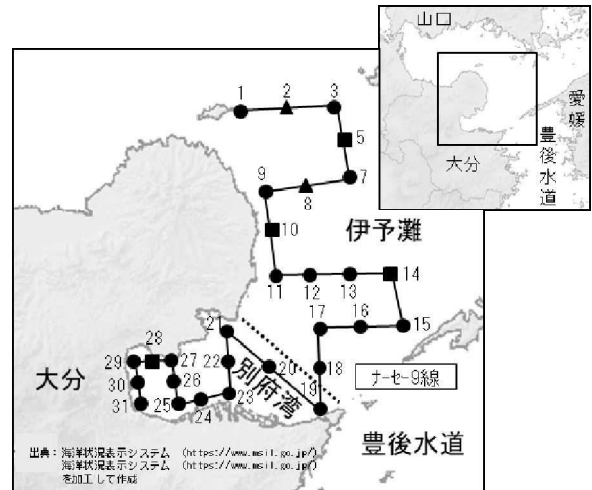 山口
愛媛
大分
豊後水道
1
2
3
5
7
9
8
10
伊予灘
11
12
13
14
17
16
15
21
28
29
27
22
20
18
30
26
別府湾
ナーセー9線
大分
31
25
24
23
19
豊後水道
出典：海洋状況表示システム （https://www.msil.go.jp/）
海洋状況表示システム （https://www.msil.go.jp/）
を加工して作成